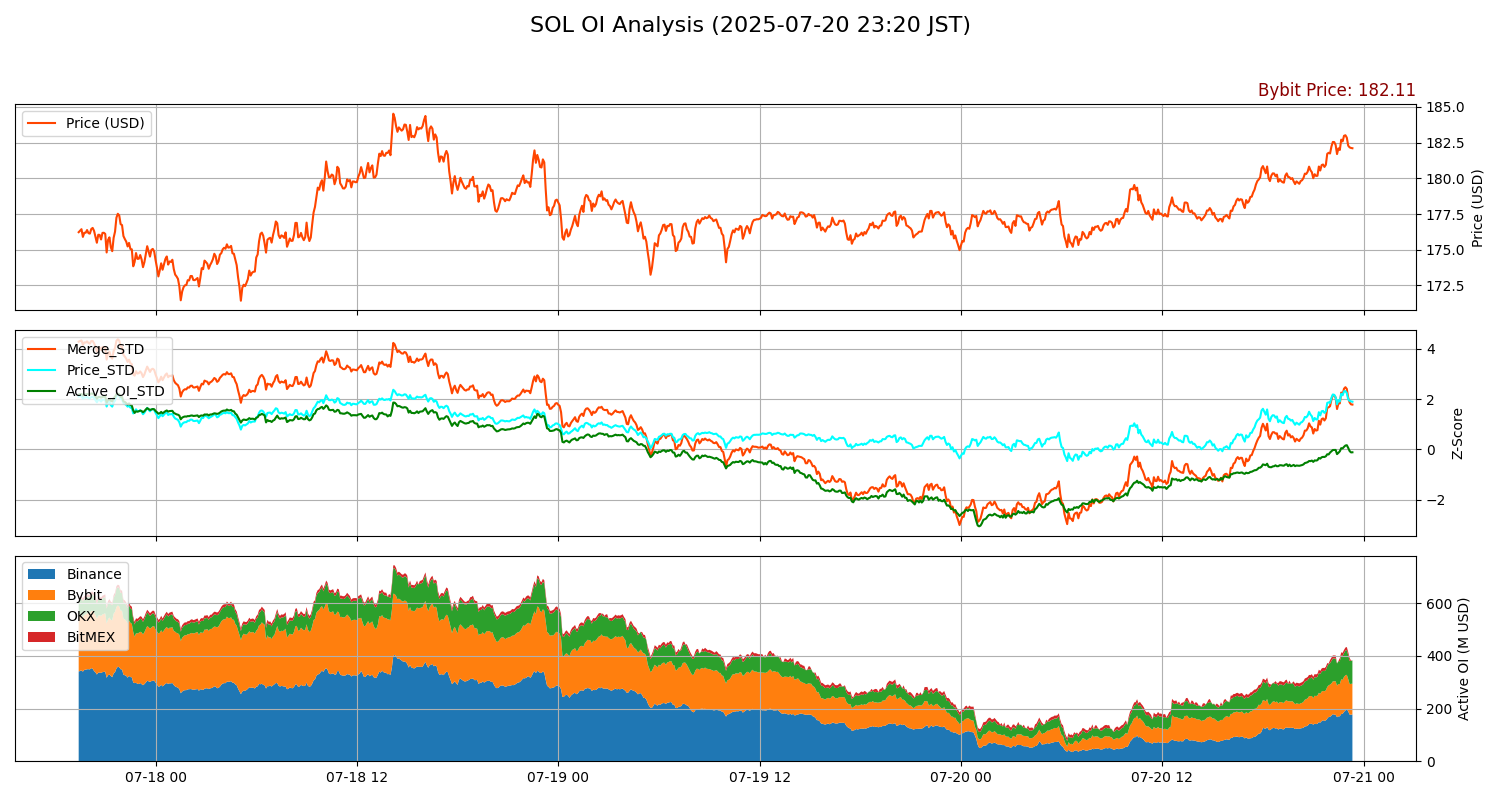 SOL OI Analysis (2025-07-20 23:20 JST)
Bybit Price: 182.11
Price (USD)
185.0
182.5
180.0
177.5
175.0
172.5
Price (USD)
Merge_STD
Price_STD
Active_OI_STD
4
2
0
−2
Z-Score
Binance
Bybit
OKX
BitMEX
600
400
200
0
Active OI (M USD)
07-18 00
07-18 12
07-19 00
07-19 12
07-20 00
07-20 12
07-21 00